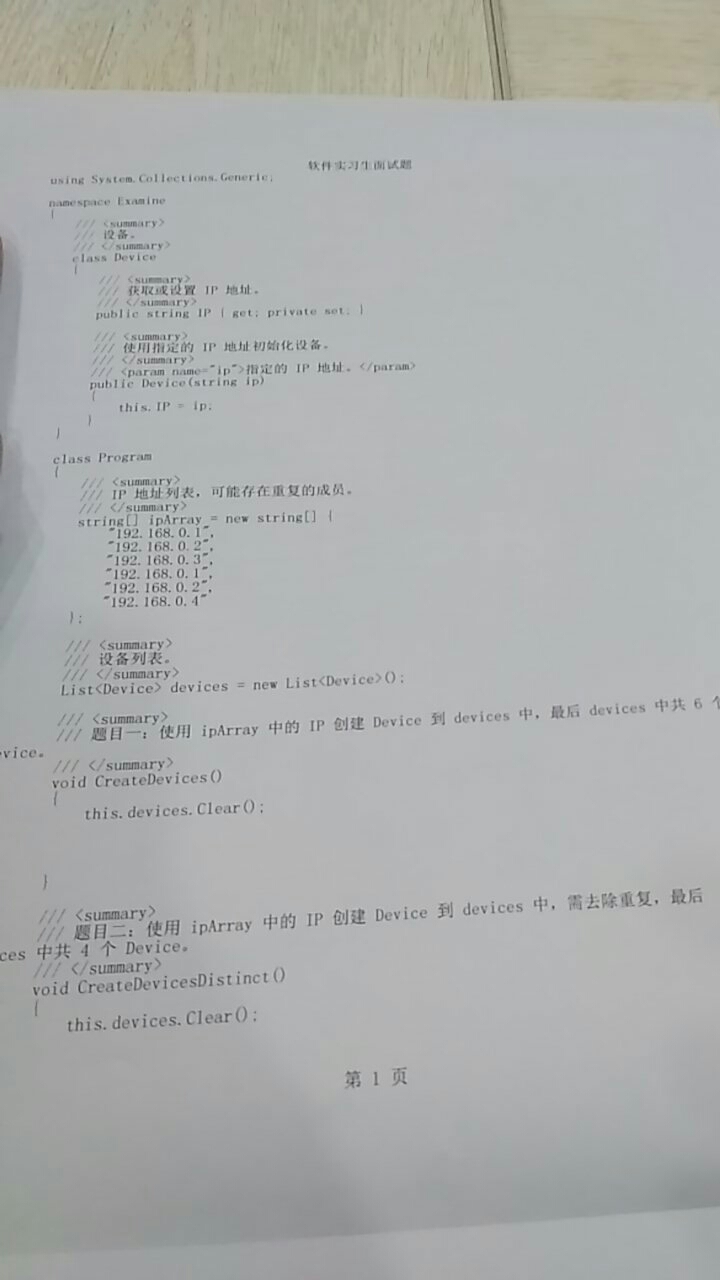 软件实习生面试题
using System.Collections.Generic;
namespace Examine
{
/// <summary>
/// 设备。
/// </summary>
class Device
{
/// <summary>
/// 获取或设置 IP 地址。
/// </summary>
public string IP { get; private set; }
/// <summary>
/// 使用指定的 IP 地址初始化设备。
/// </summary>
/// <param name="ip">指定的 IP 地址。</param>
public Device(string ip)
{
this.IP = ip;
}
}
class Program
{
/// <summary>
/// IP 地址列表，可能存在重复的成员。
/// </summary>
string[] ipArray = new string[] {
"192.168.0.1",
"192.168.0.2",
"192.168.0.3",
"192.168.0.1",
"192.168.0.2",
"192.168.0.4"
};
/// <summary>
/// 设备列表。
/// </summary>
List<Device> devices = new List<Device>();
/// <summary>
/// 题目一：使用 ipArray 中的 IP 创建 Device 到 devices 中，最后 devices 中共 6 个
vice。
/// </summary>
void CreateDevices()
{
this.devices.Clear();
}
/// <summary>
/// 题目二：使用 ipArray 中的 IP 创建 Device 到 devices 中，需去除重复，最后
ces 中共 4 个 Device。
/// </summary>
void CreateDevicesDistinct()
{
this.devices.Clear();
第 1 页